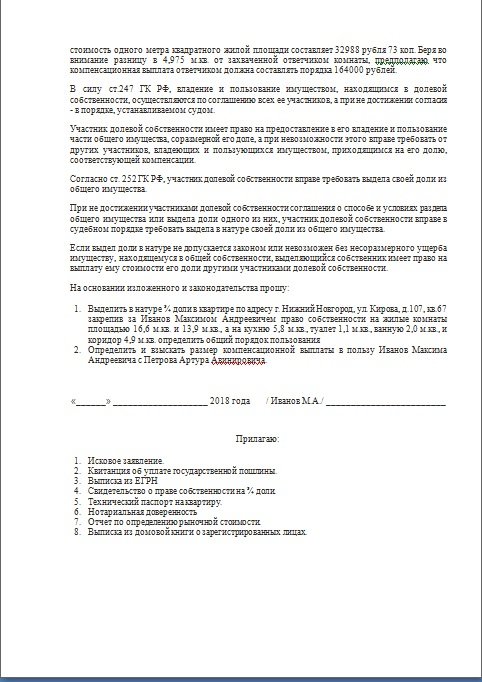 стоимость одного метра квадратного жилой площади составляет 32988 рубля 73 коп. Беря во
внимание разницу в 4,975 м.кв. от захваченной ответчиком комнаты, предполагаю что
компенсационная выплата ответчиком должна составлять порядка 164000 рублей.
В силу ст.247 ГК РФ, владение и пользование имуществом, находящимся в долевой
собственности, осуществляются по соглашению всех ее участников, а при не достижении согласия
- в порядке, устанавливаемом судом.
Участник долевой собственности имеет право на предоставление в его владение и пользование
части общего имущества, соразмерной его доле, а при невозможности этого вправе требовать от
других участников, владеющих и пользующихся имуществом, приходящимся на его долю,
соответствующей компенсации.
Согласно ст. 252 ГК РФ, участник долевой собственности вправе требовать выдела своей доли из
общего имущества.
При не достижении участниками долевой собственности соглашения о способе и условиях раздела
общего имущества или выдела доли одного из них, участник долевой собственности вправе в
судебном порядке требовать выдела в натуре своей доли из общего имущества.
Если выдел доли в натуре не допускается законом или невозможен без несоразмерного ущерба
имуществу, находящемуся в общей собственности, выделяющийся собственник имеет право на
выплату ему стоимости его доли другими участниками долевой собственности.
На основании изложенного и законодательства прошу:
1. Выделить в натуре ¾ доли в квартире по адресу г. Нижний Новгород, ул. Кирова, д.107, кв.67
закрепив за Иваном Максимом Андреевичем право собственности на жилые комнаты
площадью 16,6 м.кв. и 13,9 м.кв., а на кухню 5,8 м.кв., туалет 1,1 м.кв., ванную 2,0 м.кв., и
коридор 4,9 м.кв. определить общий порядок пользования
2. Определить и взыскать размер компенсационной выплаты в пользу Иванов Максима
Андреевича с Петрова Артура Авинировича.
«______» ____________________ 2018 года / Иванов М.А./ _________________________
Прилагаю:
1. Исковое заявление.
2. Квитанция об уплате государственной пошлины.
3. Выписка из ЕГРН
4. Свидетельство о праве собственности на ¾ доли.
5. Технический паспорт на квартиру.
6. Нотариальная доверенность
7. Отчет по определению рыночной стоимости.
8. Выписка из домовой книги о зарегистрированных лицах.